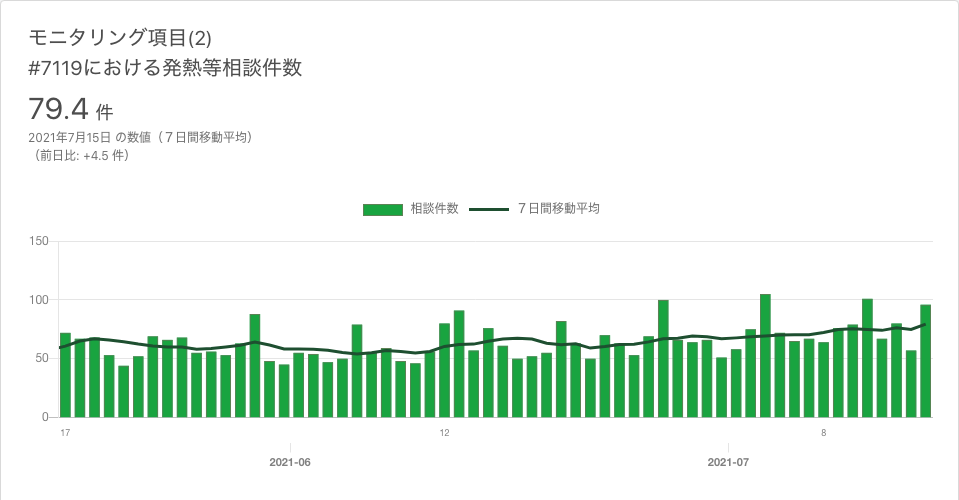 モニタリング項目(2)
#7119における発熱等相談件数
79.4 件
2021年7月15日 の数値（７日間移動平均）
（前日比: +4.5 件）
相談件数 ７日間移動平均
150
100
50
0
17 12 8
2021-06 2021-07